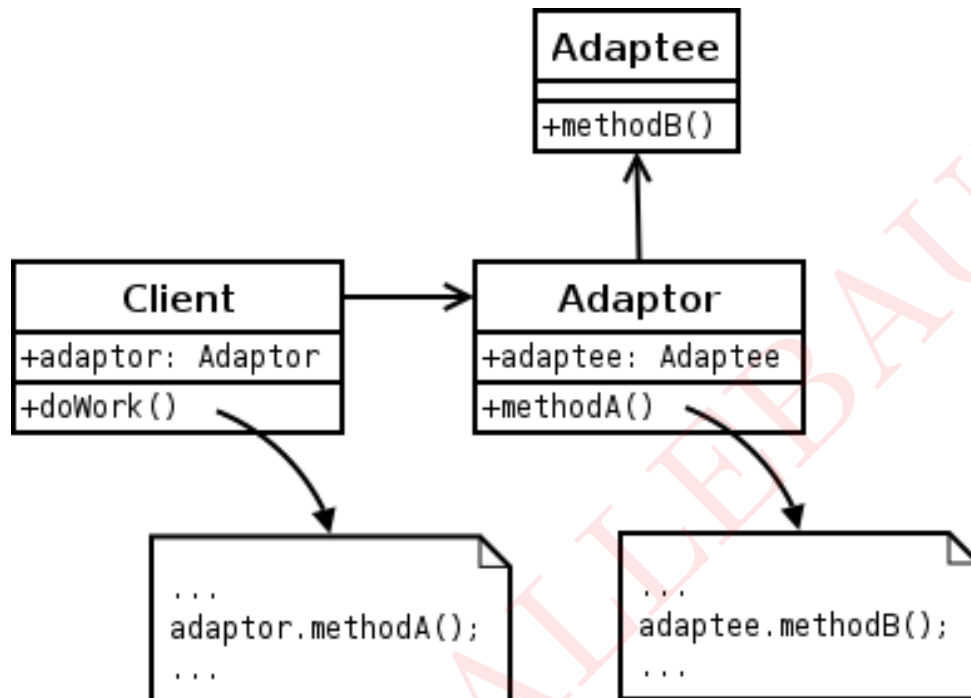 Adaptee
+methodB()
Client
+adaptor: Adaptor
+doWork()
Adaptor
+adaptee: Adaptee
+methodA()
...
adaptor.methodA();
...
...
adaptee.methodB();
...